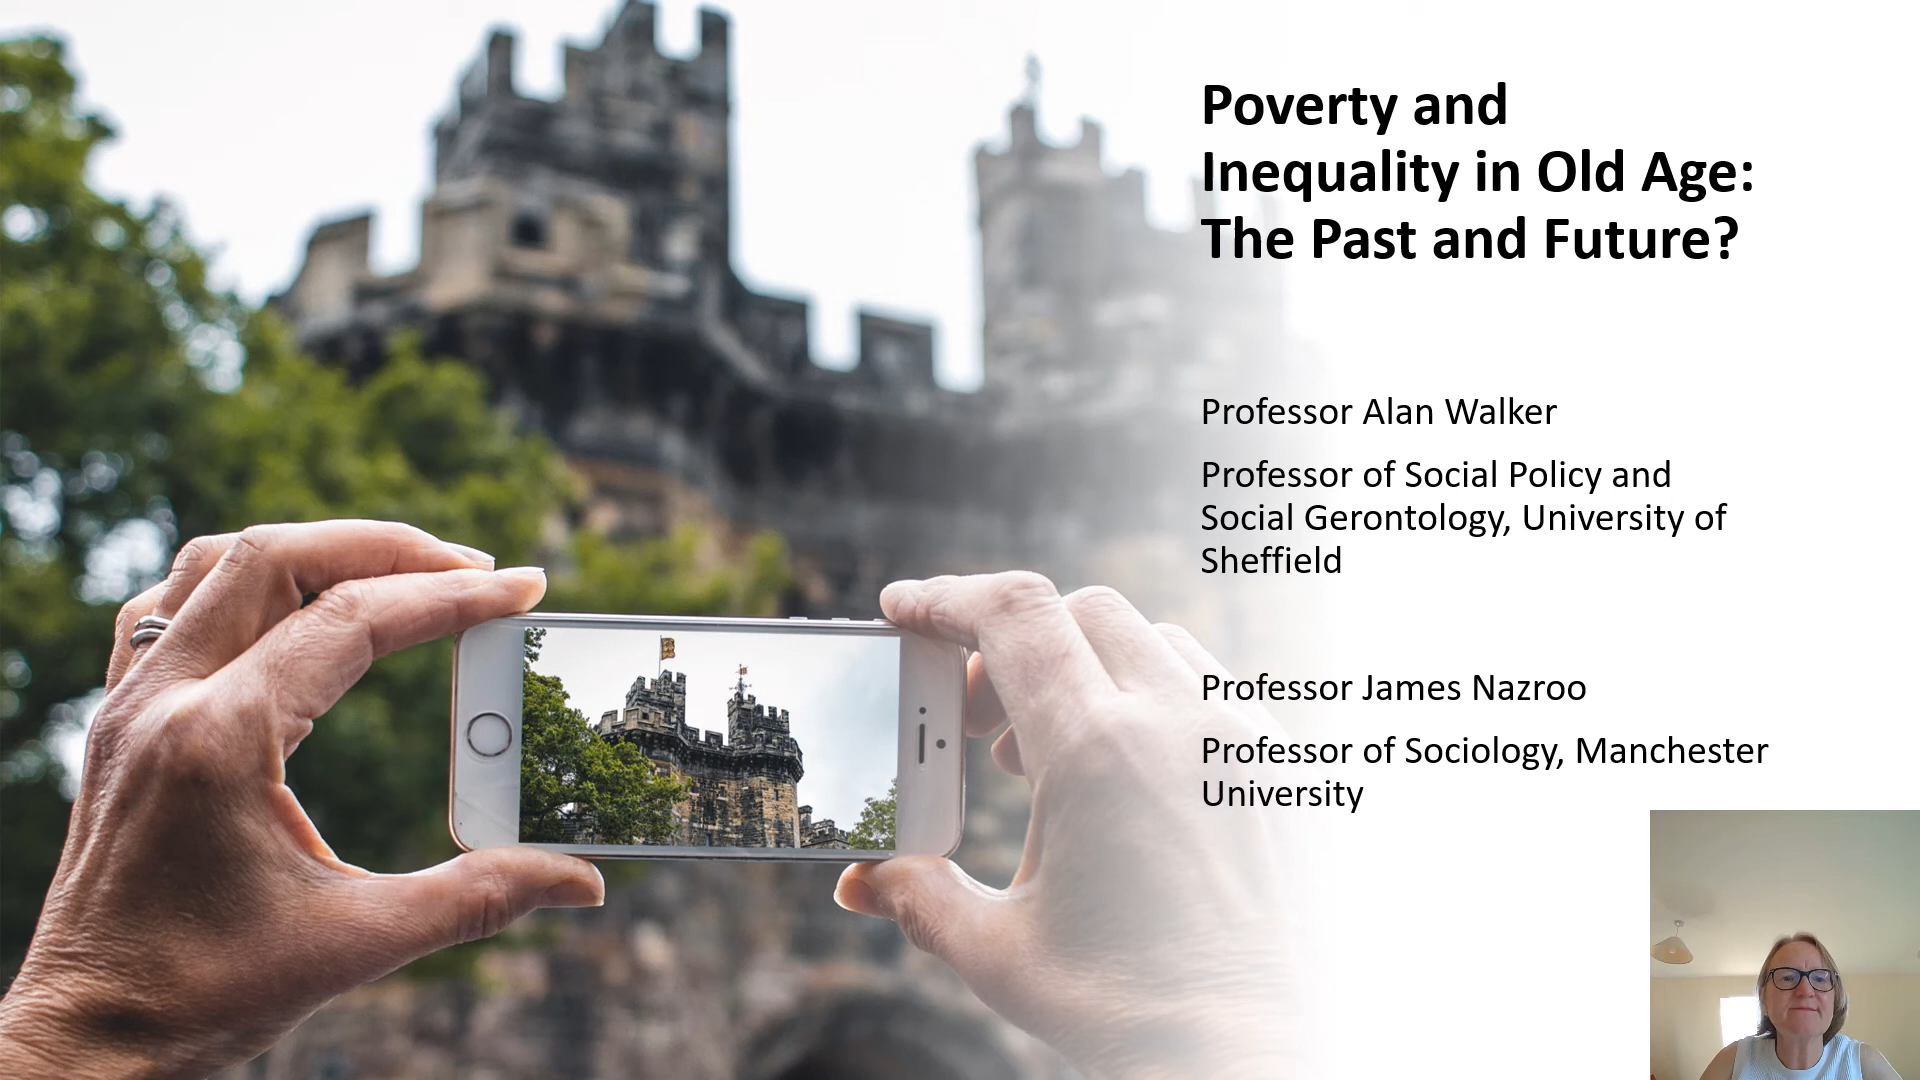 Poverty and
Inequality in Old Age:
The Past and Future?
Professor Alan Walker
Professor of Social Policy and
Social Gerontology, University of
Sheffield
Professor James Nazroo
Professor of Sociology, Manchester
University